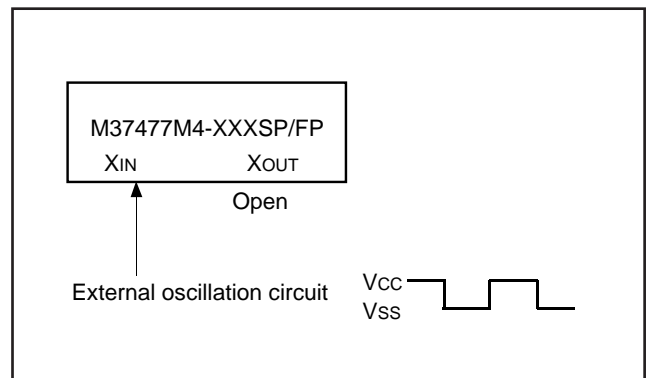 M37477M4-XXXSP/FP
XIN XOUT
Open
External oscillation circuit
VCC
VSS